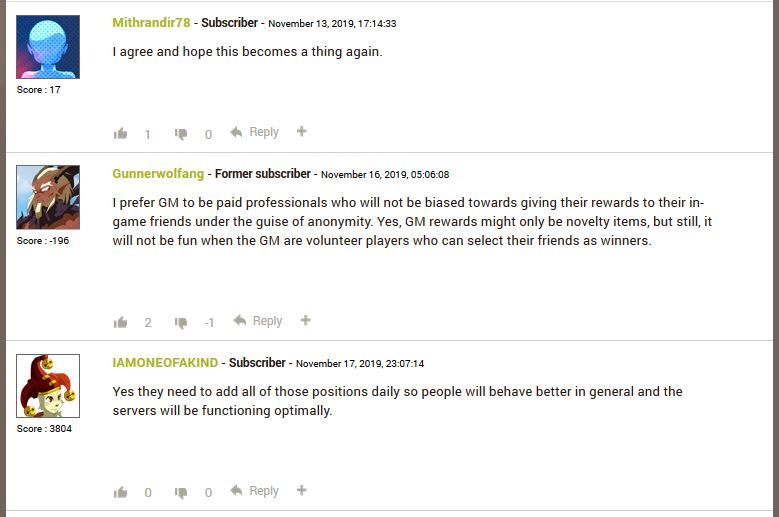 Mithrandir78 - Subscriber - November 13, 2019, 17:14:33
I agree and hope this becomes a thing again.
Score : 17
1 0 Reply +
Gunnerwolfang - Former subscriber - November 16, 2019, 05:06:08
I prefer GM to be paid professionals who will not be biased towards giving their rewards to their in-
game friends under the guise of anonymity. Yes, GM rewards might only be novelty items, but still, it
will not be fun when the GM are volunteer players who can select their friends as winners.
Score : -196
2 -1 Reply +
IAMONEOFAKIND - Subscriber - November 17, 2019, 23:07:14
Yes they need to add all of those positions daily so people will behave better in general and the
servers will be functioning optimally.
Score : 3804
0 0 Reply +